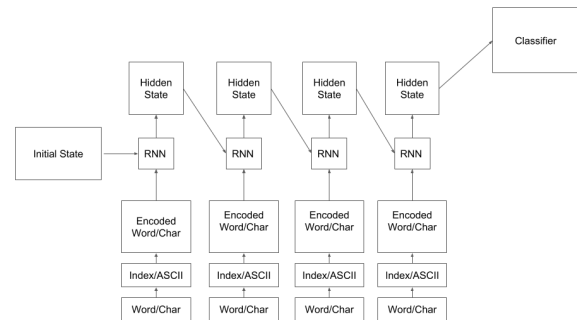 Classifier
Hidden
State
Hidden
State
Hidden
State
Hidden
State
Initial State
RNN
RNN
RNN
RNN
Encoded
Word/Char
Encoded
Word/Char
Encoded
Word/Char
Encoded
Word/Char
Index/ASCII
Index/ASCII
Index/ASCII
Index/ASCII
Word/Char
Word/Char
Word/Char
Word/Char